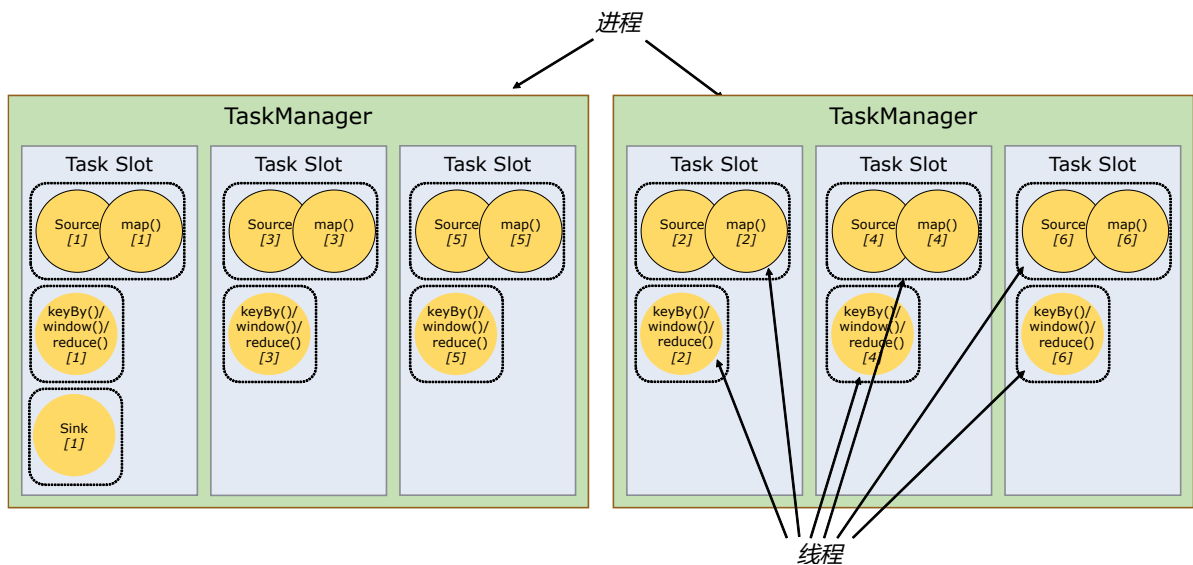 进程
TaskManager
Task Slot
Source
[1]
map()
[1]
keyBy()/
window()/
reduce()
[1]
Sink
[1]
Task Slot
Source
[3]
map()
[3]
keyBy()/
window()/
reduce()
[3]
Task Slot
Source
[5]
map()
[5]
keyBy()/
window()/
reduce()
[5]
TaskManager
Task Slot
Source
[2]
map()
[2]
keyBy()/
window()/
reduce()
[2]
Task Slot
Source
[4]
map()
[4]
keyBy()/
window()/
reduce()
[4]
Task Slot
Source
[6]
map()
[6]
keyBy()/
window()/
reduce()
[6]
线程